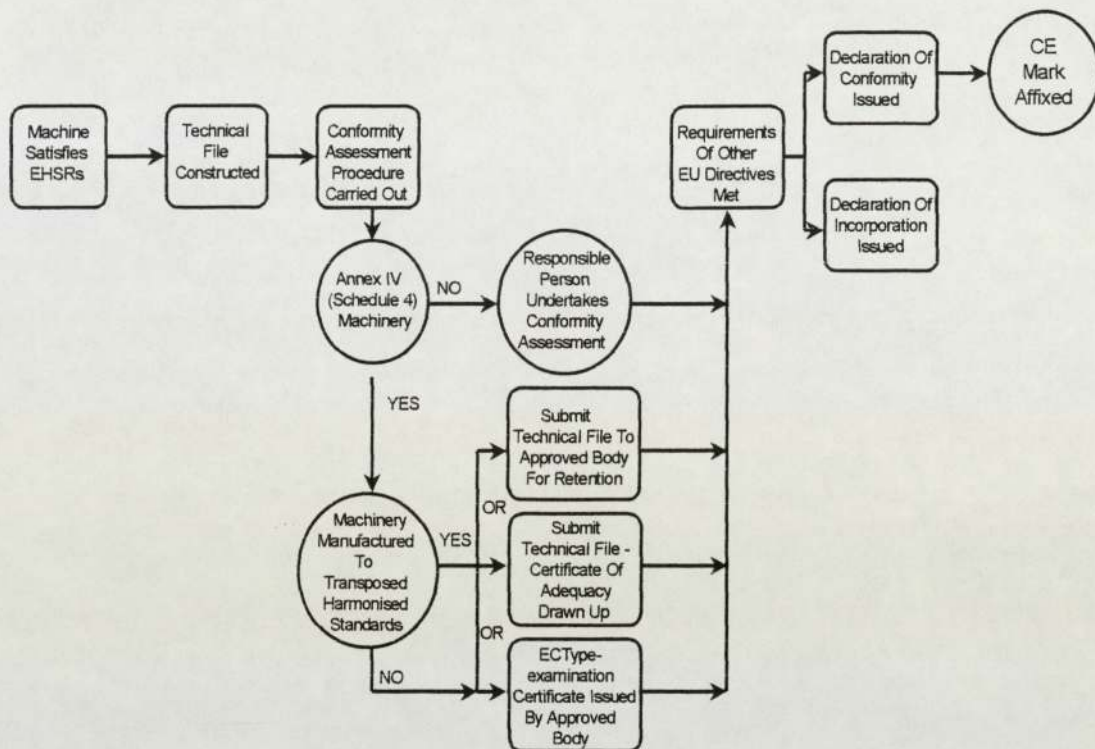 Machine
Satisfies
EHSRs
Technical
File
Constructed
Conformity
Assessment
Procedure
Carried Out
Annex IV
(Schedule 4)
Machinery
NO
Responsible
Person
Undertakes
Conformity
Assessment
YES
Machinery
Manufactured
To
Transposed
Harmonised
Standards
YES
NO
OR
OR
Submit
Technical File To
Approved Body
For Retention
Submit
Technical File -
Certificate Of
Adequacy
Drawn Up
ECType-
examination
Certificate Issued
By Approved
Body
Requirements
Of Other
EU Directives
Met
Declaration Of
Conformity
Issued
Declaration Of
Incorporation
Issued
CE
Mark
Affixed